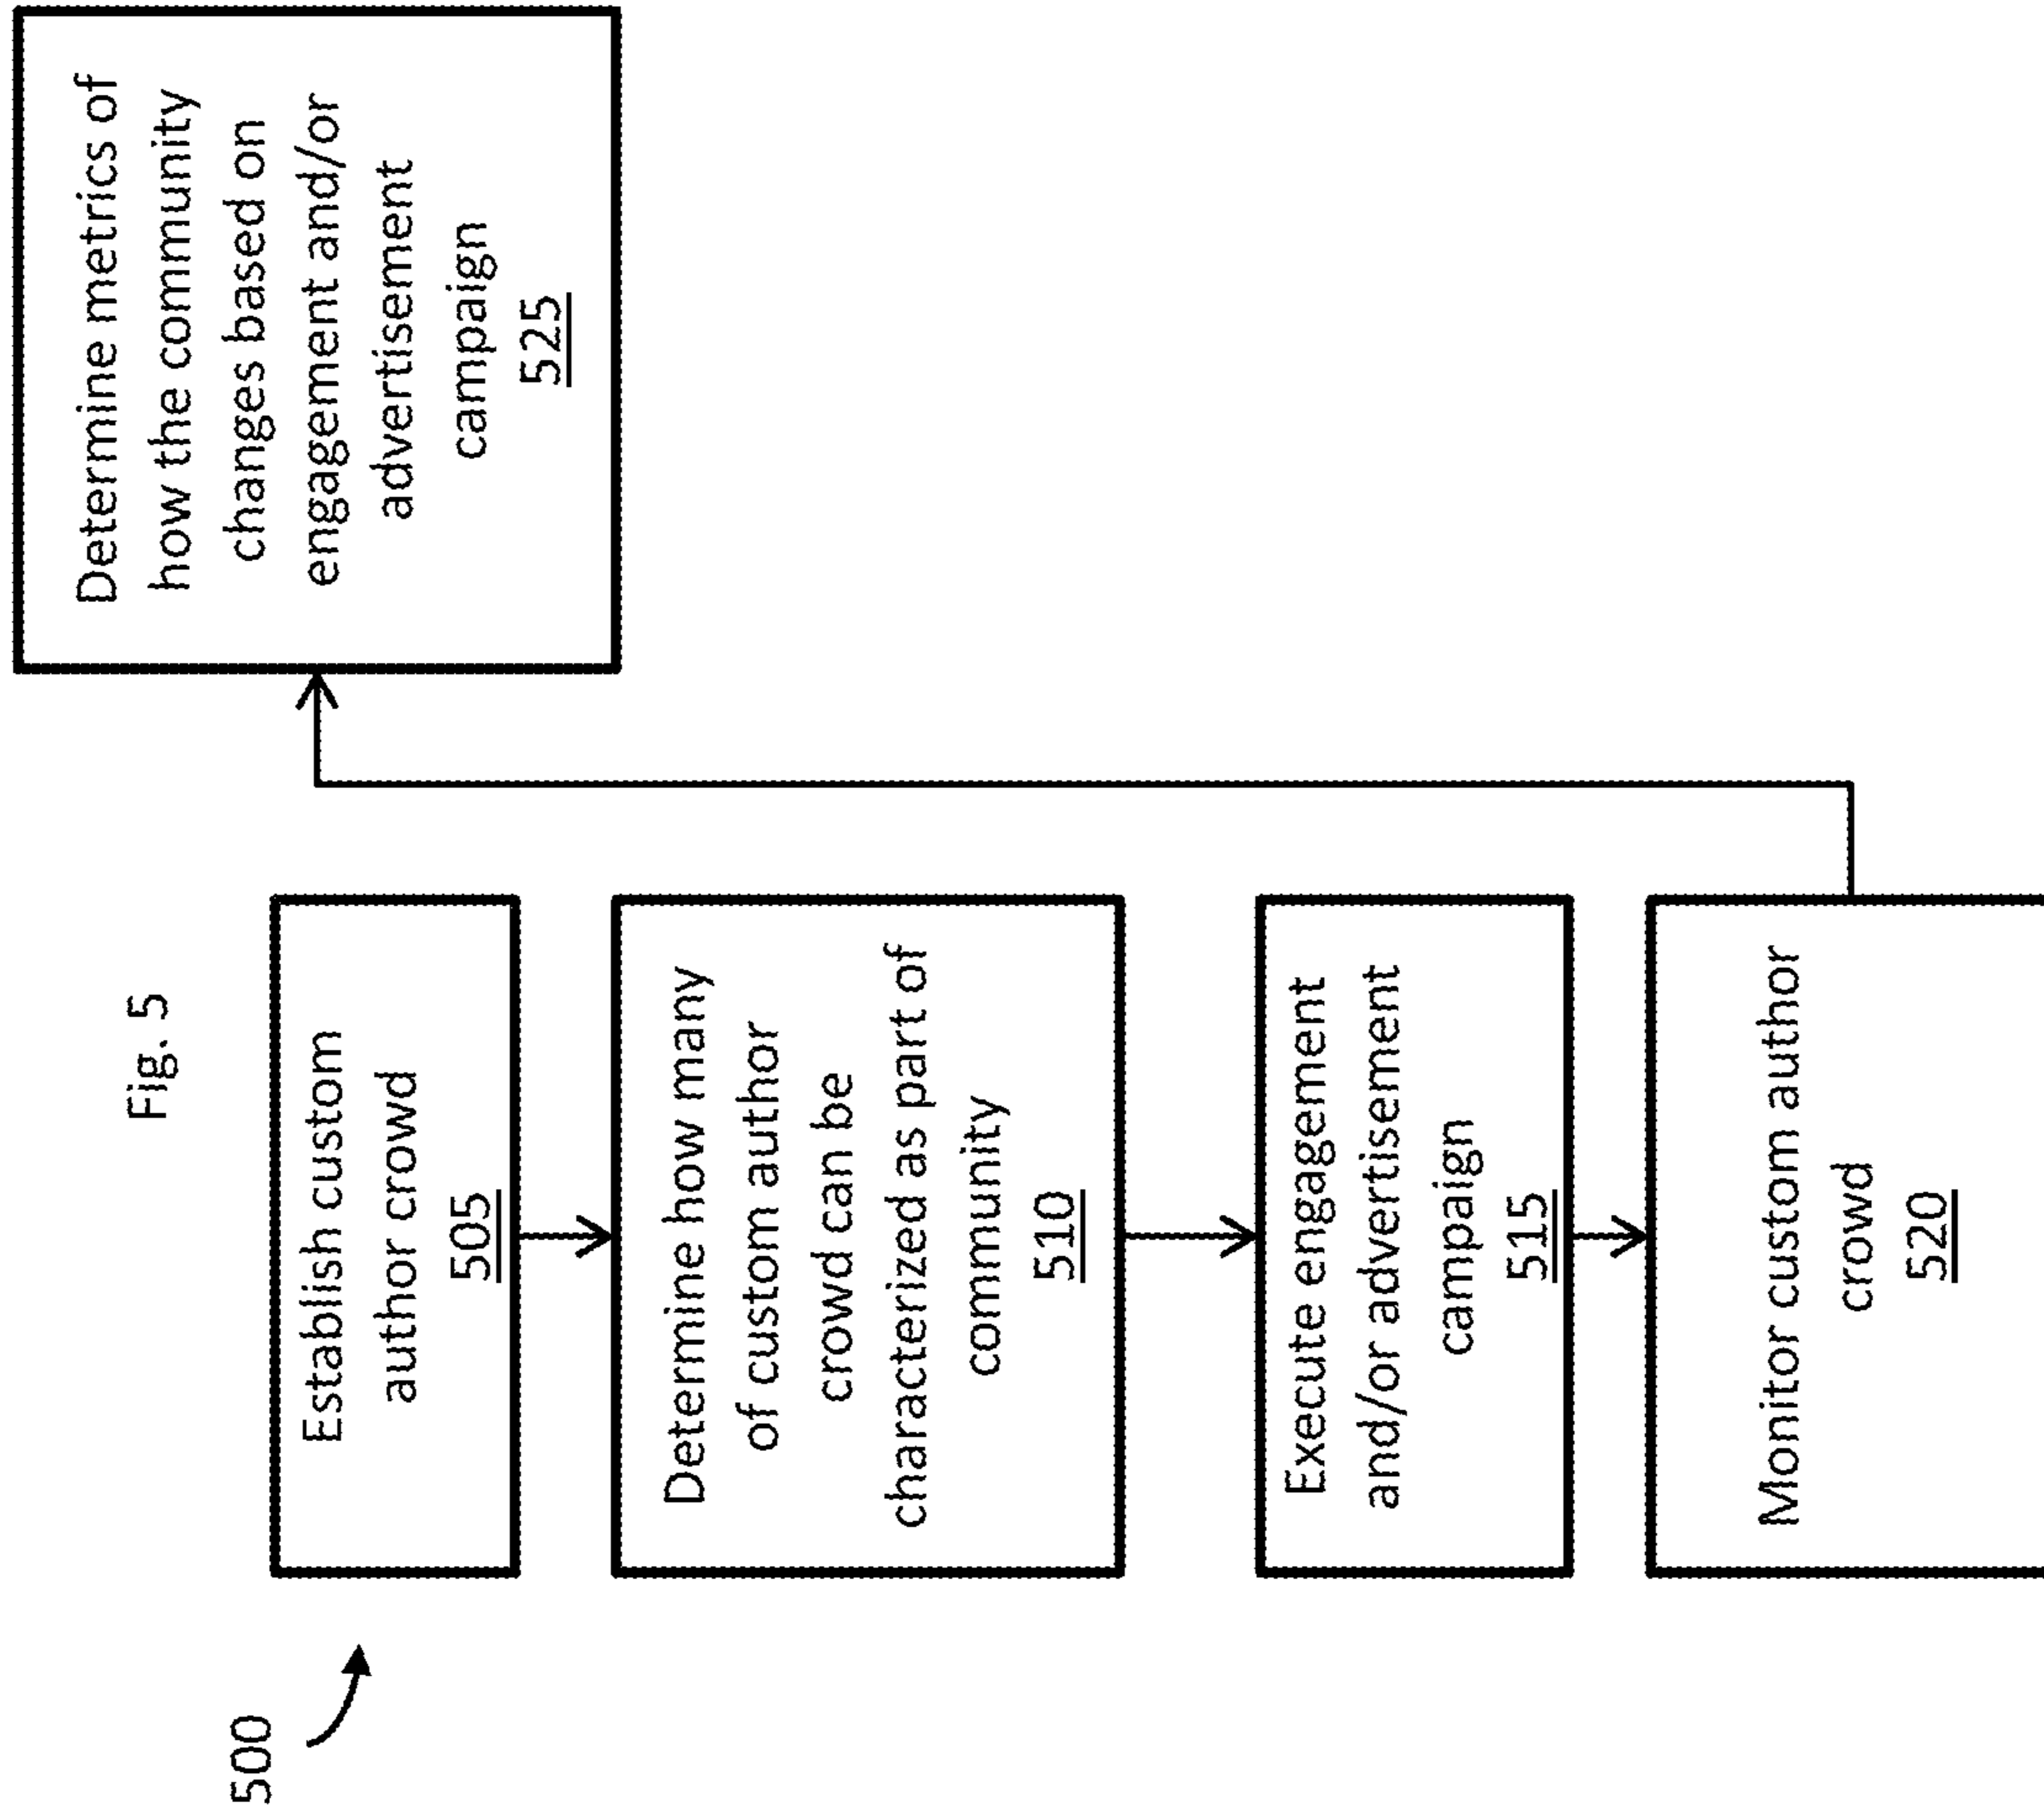 Fig. 5
500
Establish custom
author crowd
505
Determine how many
of custom author
crowd can be
characterized as part of
community
510
Execute engagement
and/or advertisement
campaign
515
Monitor custom author
crowd
520
Determine metrics of
how the community
changes based on
engagement and/or
advertisement
campaign
525